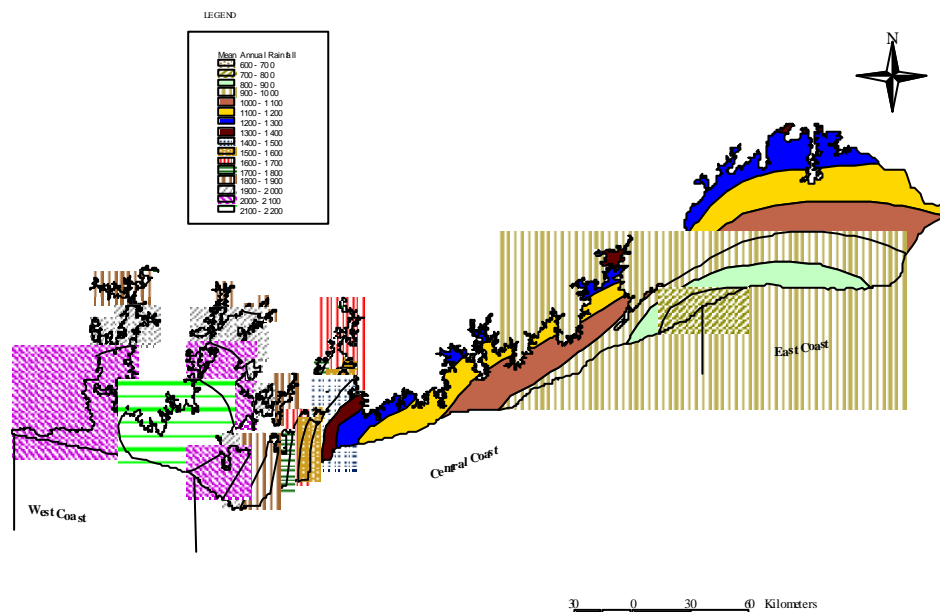 LEGEND
Mean Annual Rainfall
600 - 700
700 - 800
800 - 900
900 - 1000
1000 - 1100
1100 - 1200
1200 - 1300
1300 - 1400
1400 - 1500
1500 - 1600
1600 - 1700
1700 - 1800
1800 - 1900
1900 - 2000
2000 - 2100
2100 - 2200
N
East Coast
Central Coast
West Coast
30 0 30 60 Kilometers